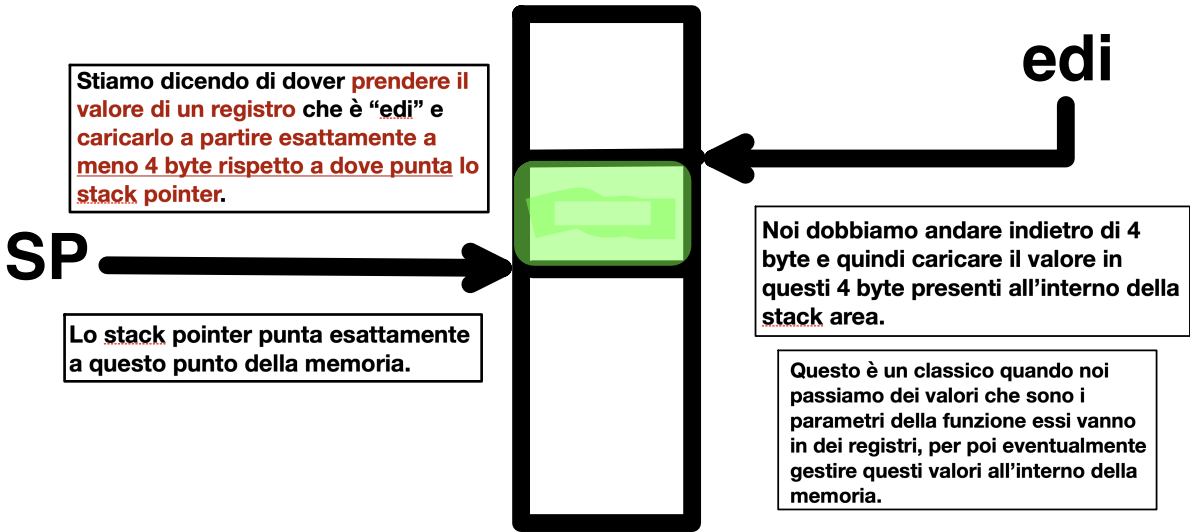 Stiamo dicendo di dover prendere il
valore di un registro che è “edi” e
caricarlo a partire esattamente a
meno 4 byte rispetto a dove punta lo
stack pointer.
edi
SP
Noi dobbiamo andare indietro di 4
byte e quindi caricare il valore in
questi 4 byte presenti all’interno della
stack area.
Lo stack pointer punta esattamente
a questo punto della memoria.
Questo è un classico quando noi
passiamo dei valori che sono i
parametri della funzione essi vanno
in dei registri, per poi eventualmente
gestire questi valori all’interno della
memoria.